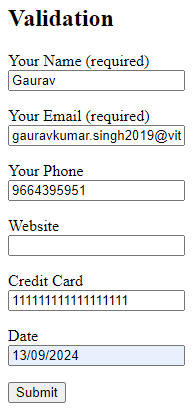 Validation
Your Name (required)
Gaurav
Your Email (required)
gauravkumar.singh2019@vit
Your Phone
9664395951
Website
Credit Card
111111111111111111
Date
13/09/2024
Submit